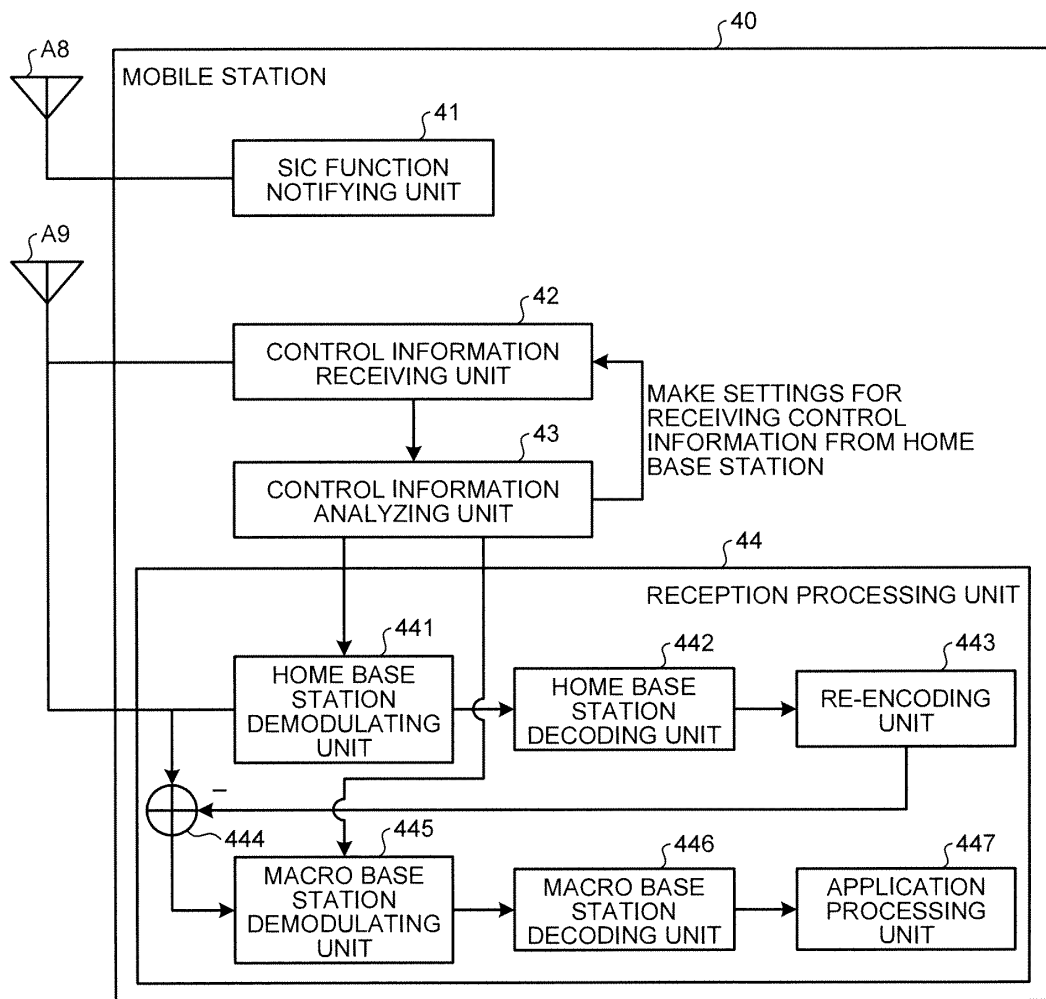 40
A8
MOBILE STATION
41
SIC FUNCTION
NOTIFYING UNIT
A9
42
CONTROL INFORMATION
RECEIVING UNIT
MAKE SETTINGS FOR
RECEIVING CONTROL
INFORMATION FROM HOME
BASE STATION
43
CONTROL INFORMATION
ANALYZING UNIT
44
RECEPTION PROCESSING UNIT
441
HOME BASE
STATION
DEMODULATING
UNIT
442
HOME BASE
STATION
DECODING UNIT
443
RE-ENCODING
UNIT
−
444
445
MACRO BASE
STATION
DEMODULATING
UNIT
446
MACRO BASE
STATION
DECODING UNIT
447
APPLICATION
PROCESSING
UNIT